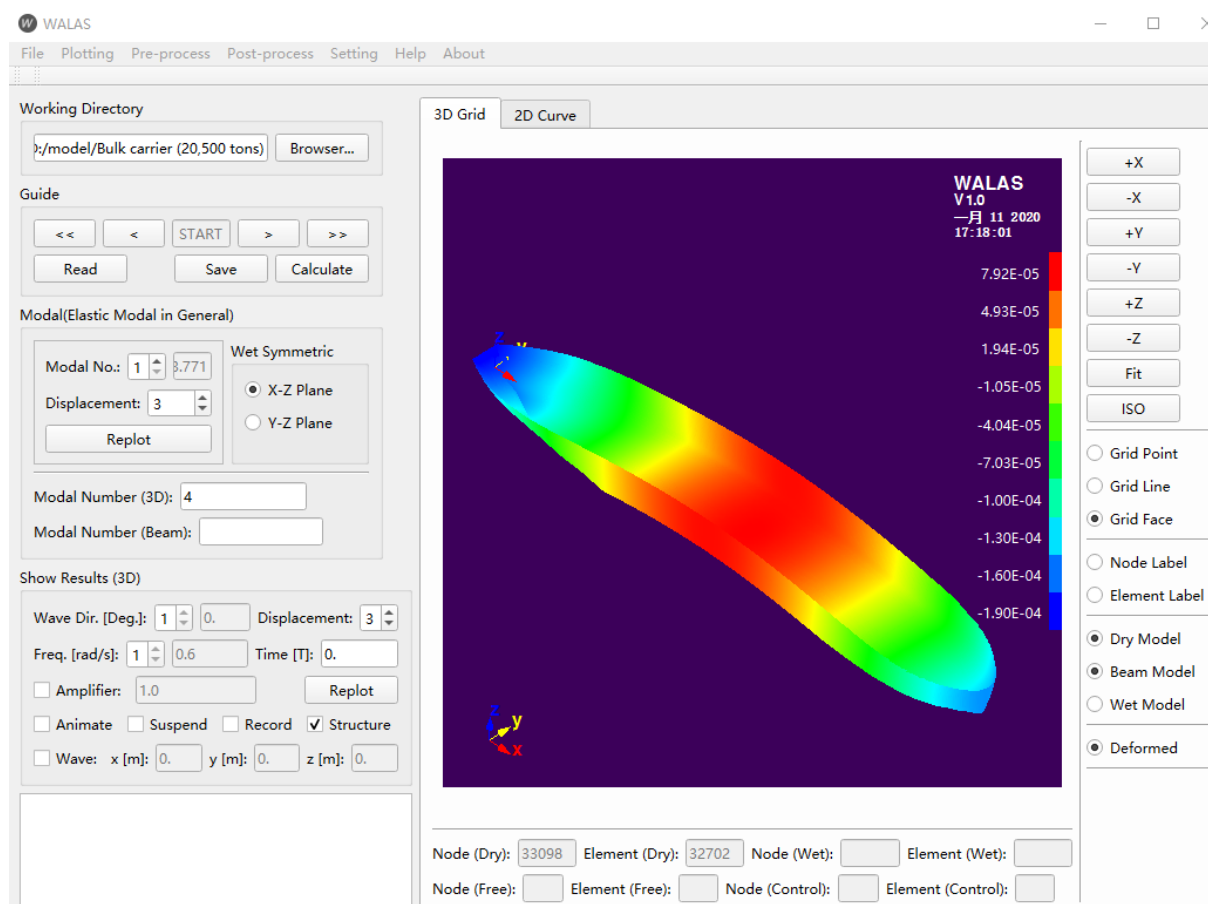 WALAS
File Plotting Pre-process Post-process Setting Help About
Working Directory
:/model/Bulk carrier (20,500 tons) Browser...
Guide
<< < START > >>
Read Save Calculate
Modal(Elastic Modal in General)
Modal No.: 1 .771
Displacement: 3
Replot
Wet Symmetric
X-Z Plane
Y-Z Plane
Modal Number (3D): 4
Modal Number (Beam):
Show Results (3D)
Wave Dir. [Deg.]: 1 0. Displacement: 3
Freq. [rad/s]: 1 0.6 Time [T]: 0.
Amplifier: 1.0 Replot
Animate Suspend Record Structure
Wave: x [m]: 0. y [m]: 0. z [m]: 0.
3D Grid 2D Curve
WALAS
V 1.0
一月 11 2020
17:18:01
7.92E-05
4.93E-05
1.94E-05
-1.05E-05
-4.04E-05
-7.03E-05
-1.00E-04
-1.30E-04
-1.60E-04
-1.90E-04
z
y
x
Node (Dry): 33098 Element (Dry): 32702 Node (Wet): Element (Wet):
Node (Free): Element (Free): Node (Control): Element (Control):
+X
-X
+Y
-Y
+Z
-Z
Fit
ISO
Grid Point
Grid Line
Grid Face
Node Label
Element Label
Dry Model
Beam Model
Wet Model
Deformed